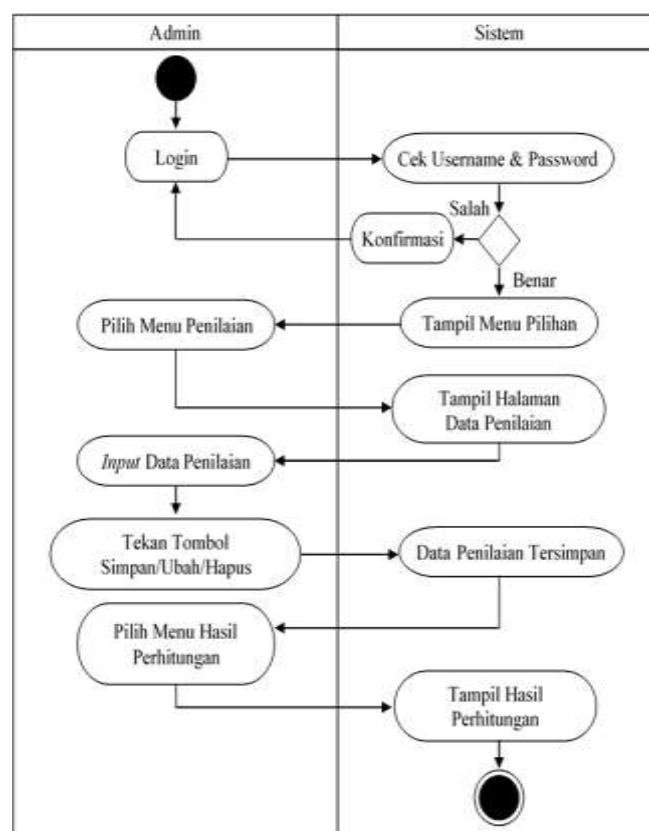 Admin
Sistem
Login
Cek Username & Password
Salah
Konfirmasi
Benar
Pilih Menu Penilaian
Tampil Menu Pilihan
Tampil Halaman
Data Penilaian
Input Data Penilaian
Tekan Tombol
Simpan/Ubah/Hapus
Data Penilaian Tersimpan
Pilih Menu Hasil
Perhitungan
Tampil Hasil
Perhitungan